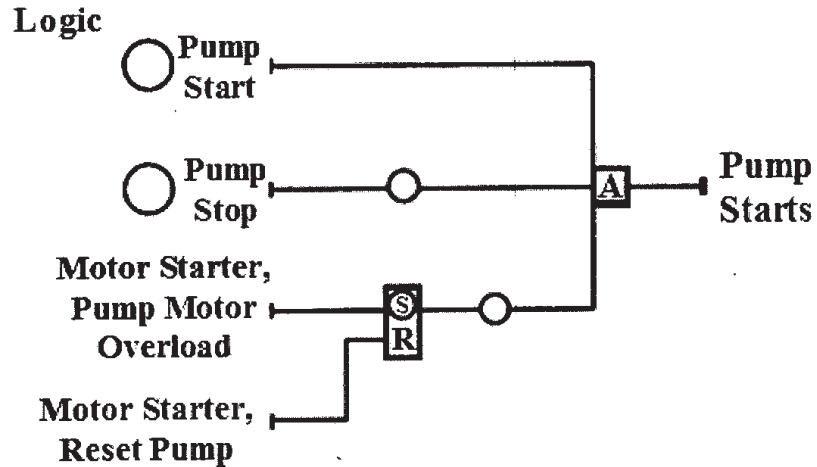 Logic
Pump
Start
Pump
Stop
A
Pump
Starts
Motor Starter,
Pump Motor
Overload
S
R
Motor Starter,
Reset Pump